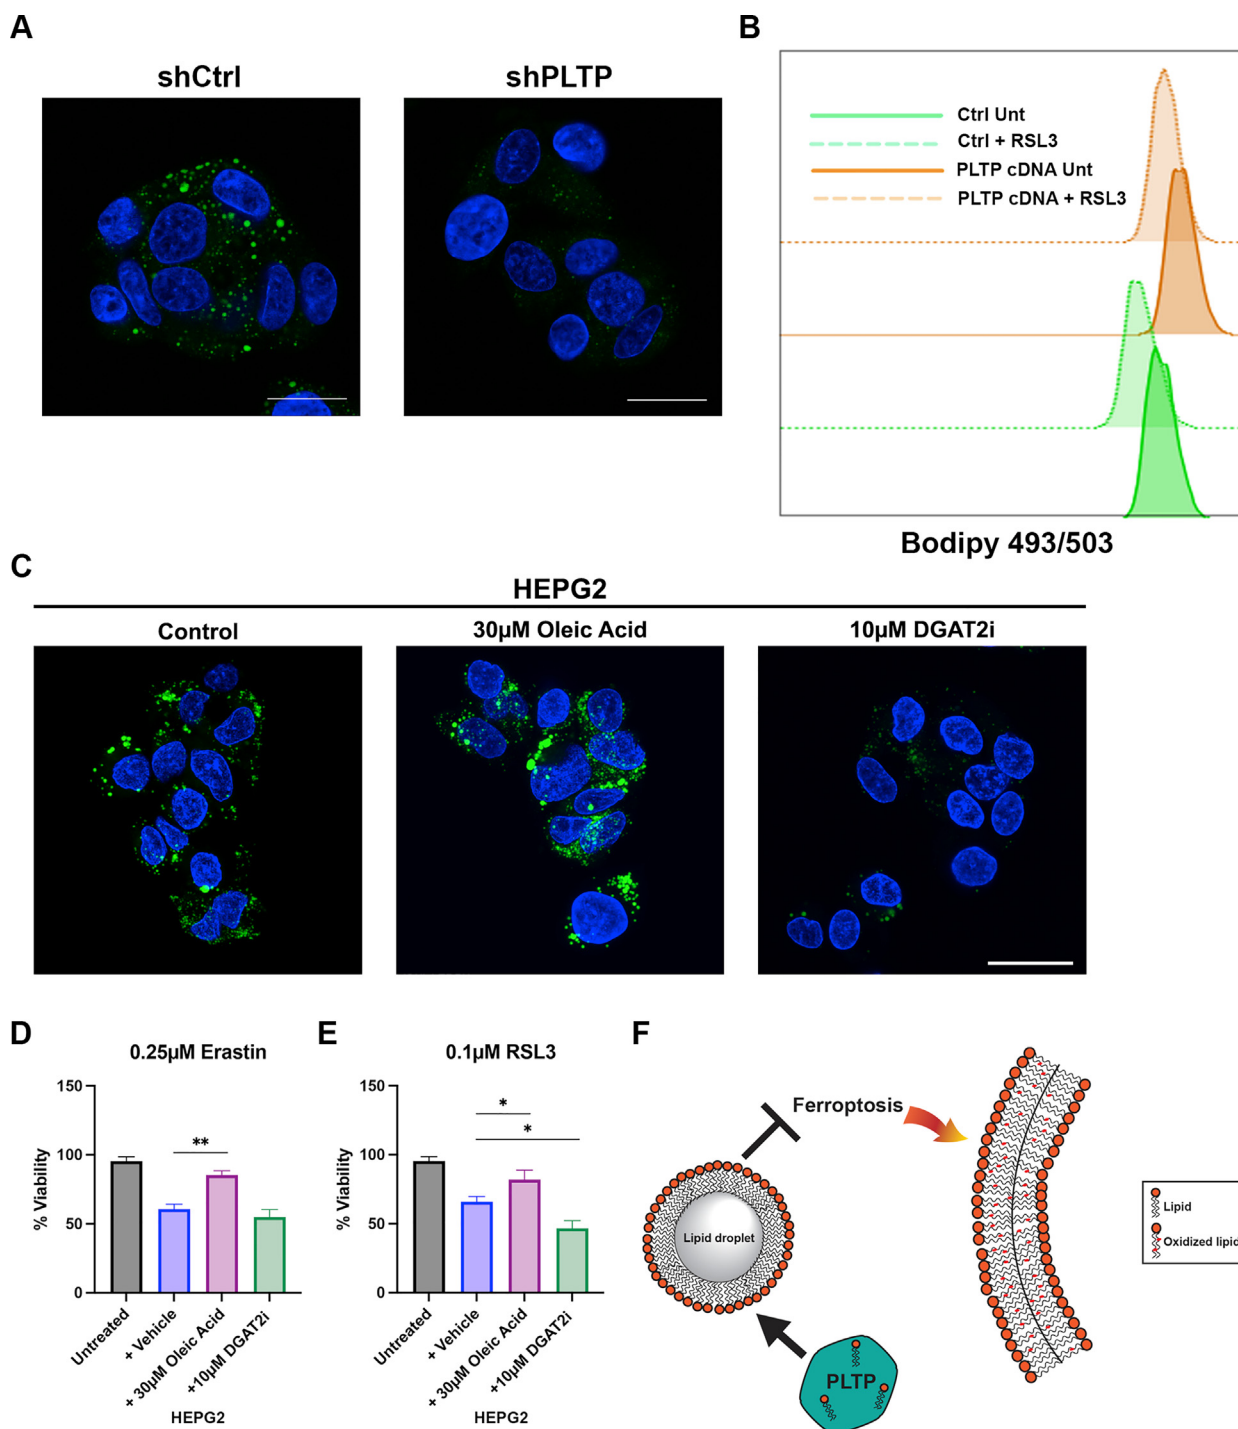 A
shCtrl
shPLTP
B
Ctrl Unt
Ctrl + RSL3
PLTP cDNA Unt
PLTP cDNA + RSL3
Bodipy 493/503
C
HEPG2
Control
30µM Oleic Acid
10µM DGAT2i
D
0.25µM Erastin
% Viability
150
100
50
0
**
Untreated
+ Vehicle
+ 30µM Oleic Acid
+10µM DGAT2i
HEPG2
E
0.1µM RSL3
% Viability
150
100
50
0
*
*
Untreated
+ Vehicle
+ 30µM Oleic Acid
+10µM DGAT2i
HEPG2
F
Ferroptosis
Lipid droplet
PLTP
Lipid
Oxidized lipid